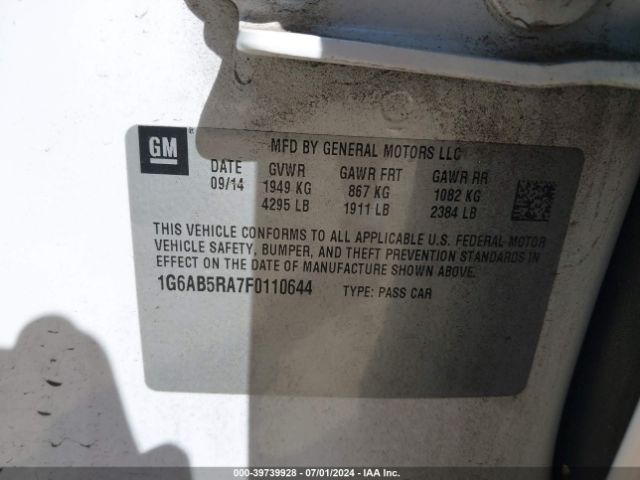 GM
®
MFD BY GENERAL MOTORS LLC
DATE GVWR GAWR FRT GAWR RR
09/14 1949 KG 867 KG 1082 KG
4295 LB 1911 LB 2384 LB
THIS VEHICLE CONFORMS TO ALL APPLICABLE U.S. FEDERAL MOTOR
VEHICLE SAFETY, BUMPER, AND THEFT PREVENTION STANDARDS IN
EFFECT ON THE DATE OF MANUFACTURE SHOWN ABOVE.
1G6AB5RA7F0110644 TYPE: PASS CAR
000-39739928 - 07/01/2024 - IAA Inc.